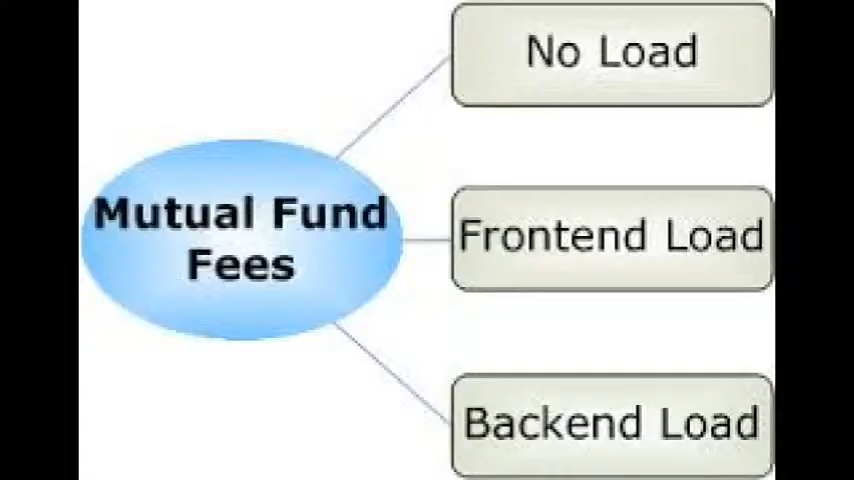 No Load
Mutual Fund
Fees
Frontend Load
Backend Load